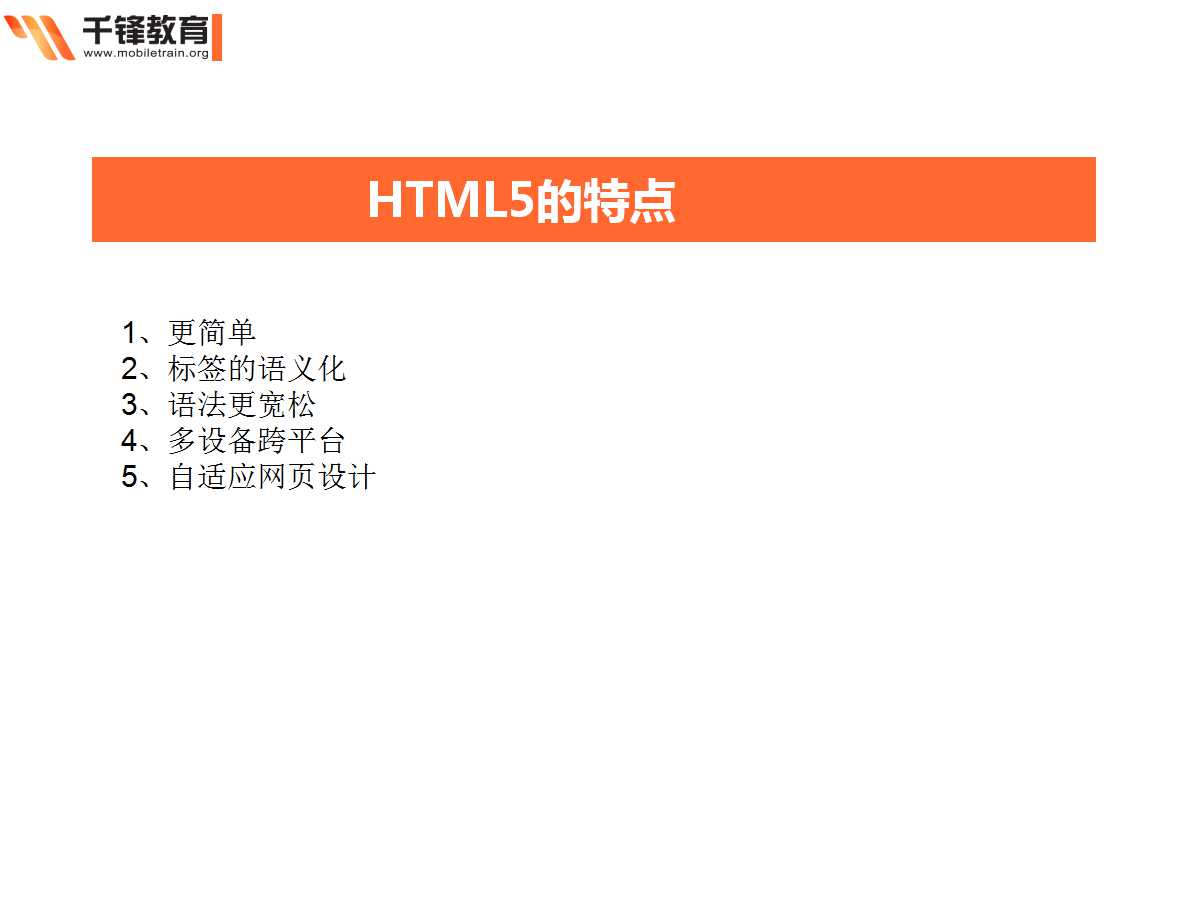 千锋教育
www.mobiletrain.org
HTML5的特点
1、更简单
2、标签的语义化
3、语法更宽松
4、多设备跨平台
5、自适应网页设计